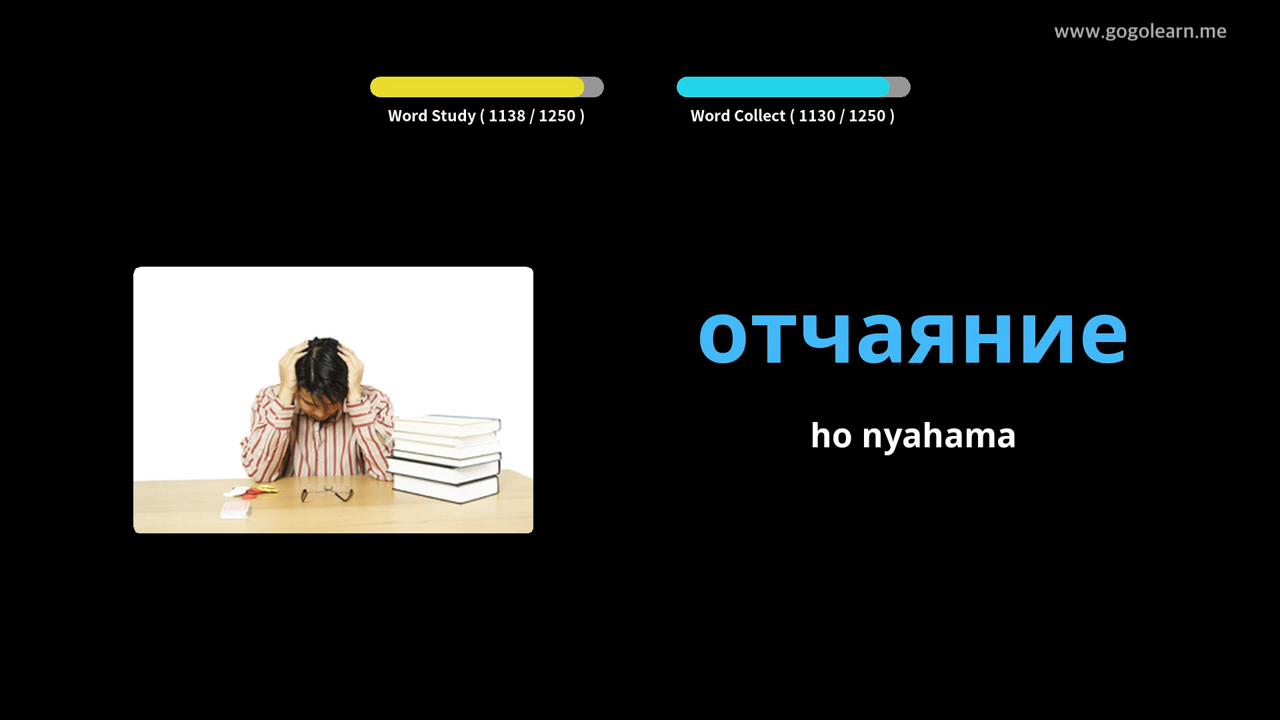 www.gogolearn.me
Word Study ( 1138 / 1250 )
Word Collect ( 1130 / 1250 )
отчаяние
ho nyahama